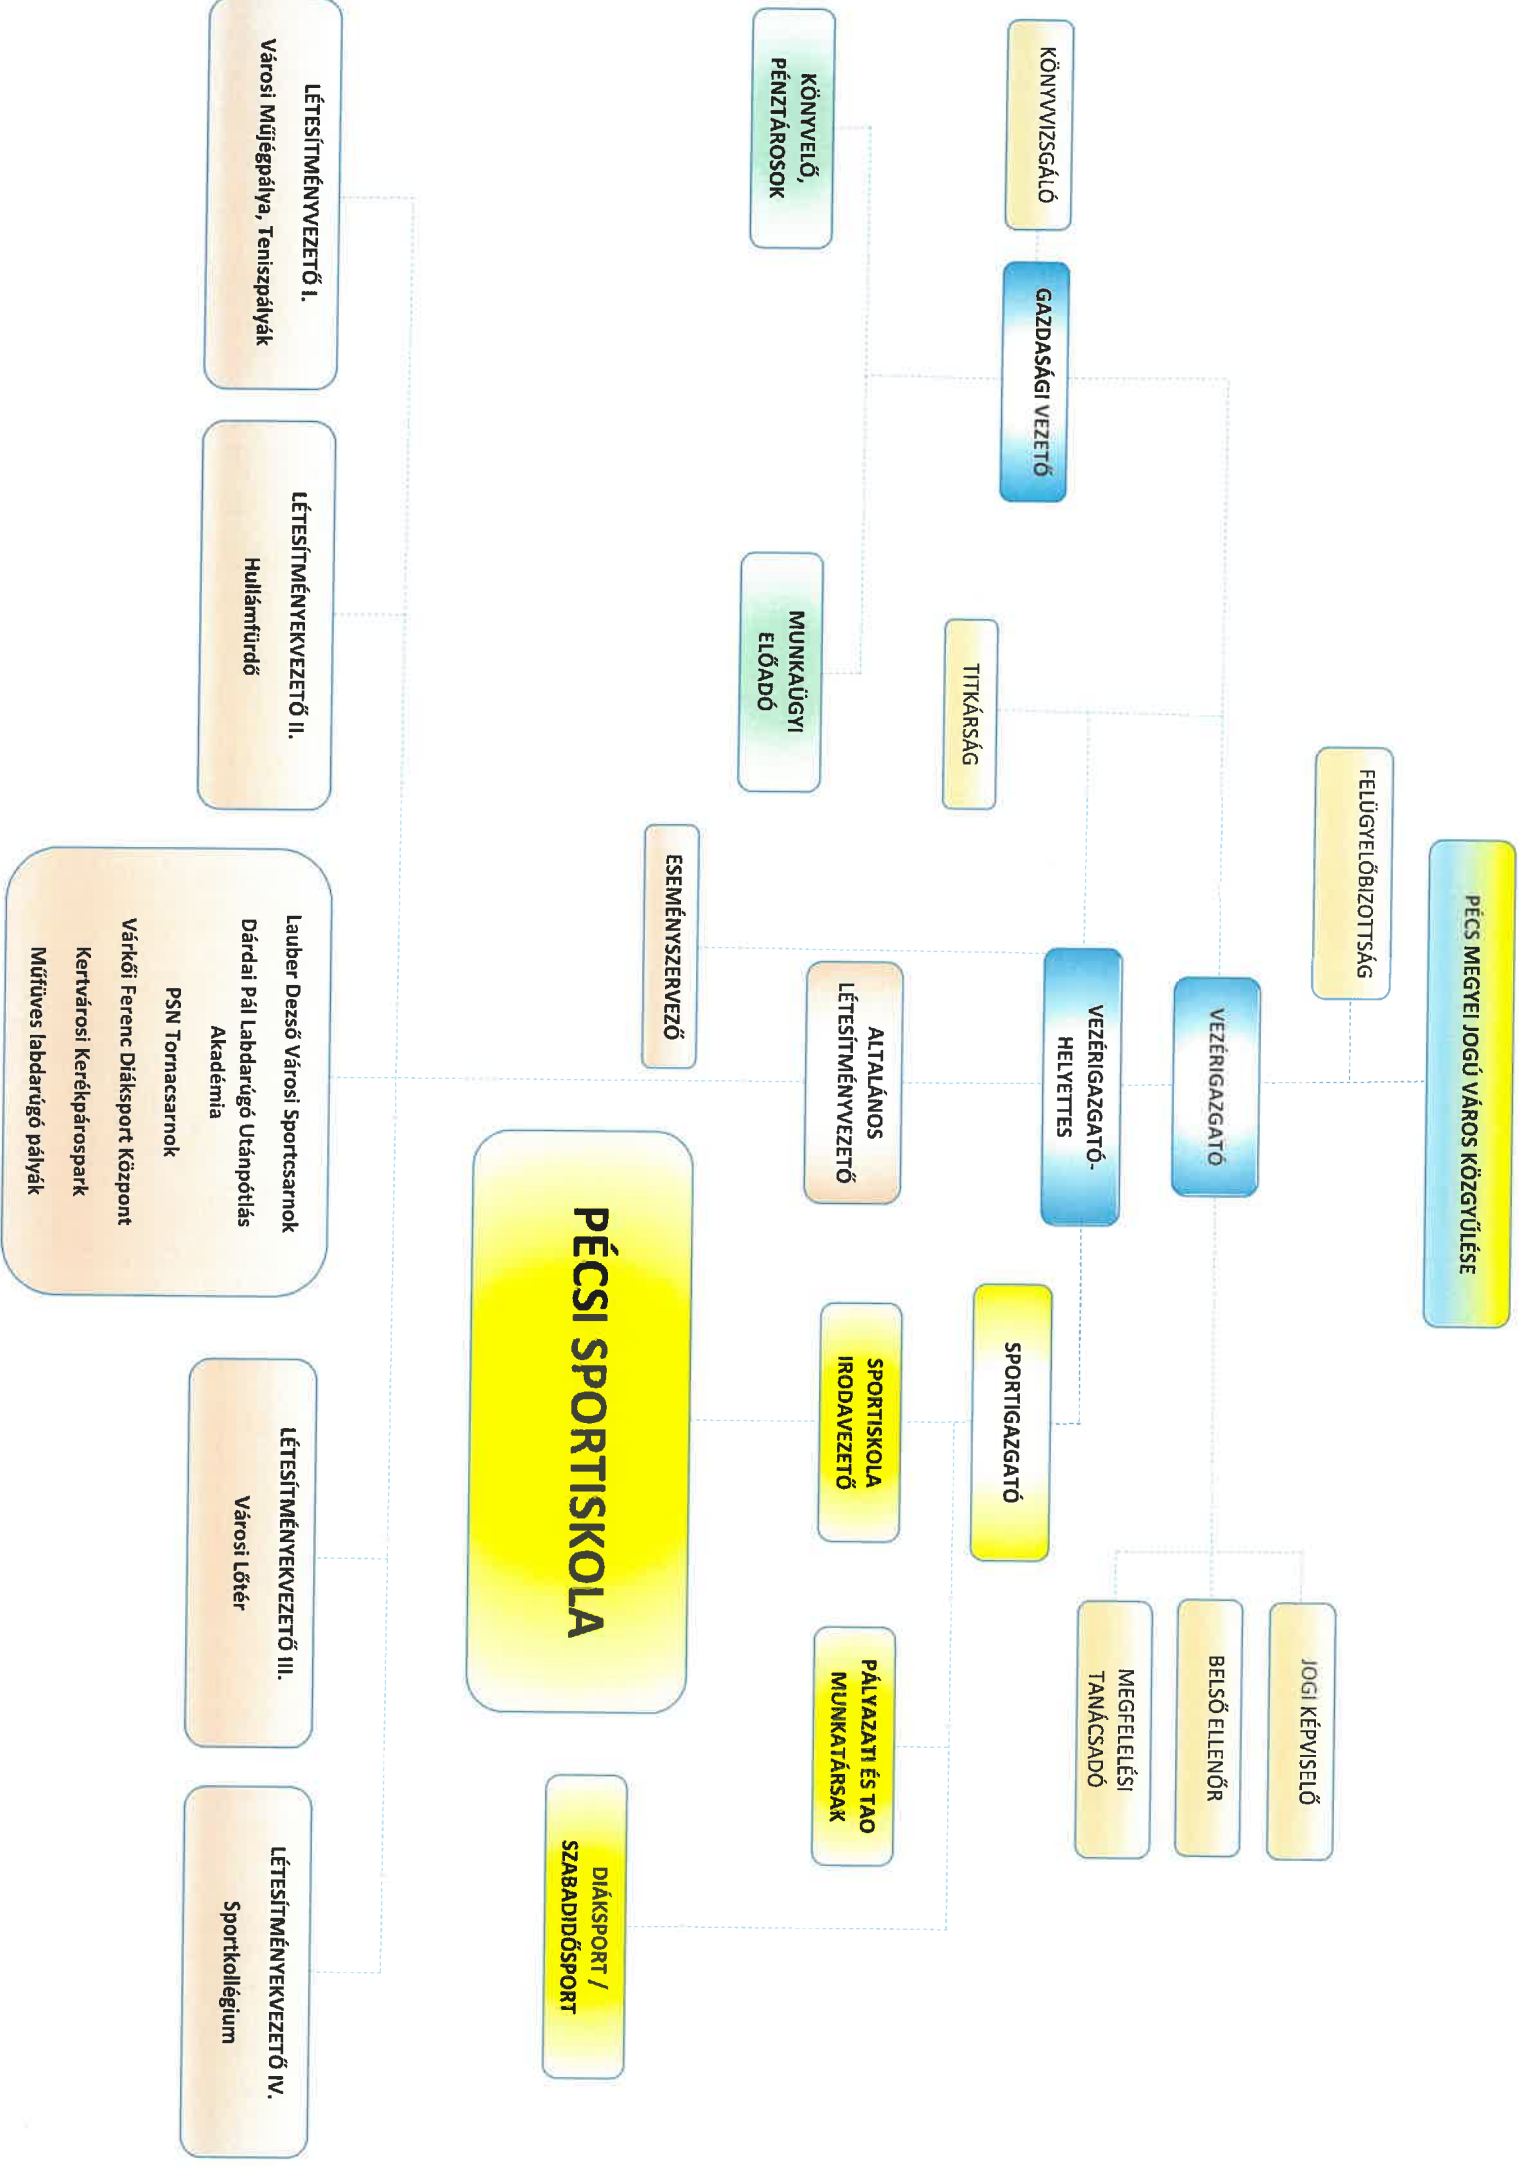 PÉCS MEGYEI JOGÚ VÁROS KÖZGYŰLÉSE
FELÜGYELŐBIZOTTSÁG
VEZÉRIGAZGATÓ
JOGI KÉPVISELŐ
BELSŐ ELLENŐR
MEGFELELÉSI
TANÁCSADÓ
KÖNYVVIZSGÁLÓ
GAZDASÁGI VEZETŐ
TITKÁRSÁG
VEZÉRIGAZGATÓ-
HELYETTES
SPORTIGAZGATÓ
KÖNYVELŐ,
PÉNZTÁROSOK
MUNKAÜGYI
ELŐADÓ
ESEMÉNYSZERVEZŐ
ALTALÁNOS
LÉTESÍTMÉNYVEZETŐ
SPORTISKOLA
IRODAVEZETŐ
PÁLYAZATI ÉS TAO
MUNKATÁRSAK
DIÁKSPORT /
SZABADIDŐSPORT
PÉCSI SPORTISKOLA
LÉTESÍTMÉNYVEZETŐ I.
Városi Műjégpálya, Teniszpályák
LÉTESÍTMÉNYEKVEZETŐ II.
Hullámfürdő
Lauber Dezső Városi Sportcsarnok
Dárdai Pál Labdarúgó Utánpótlás
Akadémia
PSN Tornacsarnok
Várkői Ferenc Diáksport Központ
Kertvárosi Kerékpárospark
Műfüves labdarúgó pályák
LÉTESÍTMÉNYEKVEZETŐ III.
Városi Lőtér
LÉTESÍTMÉNYEKVEZETŐ IV.
Sportkollégium